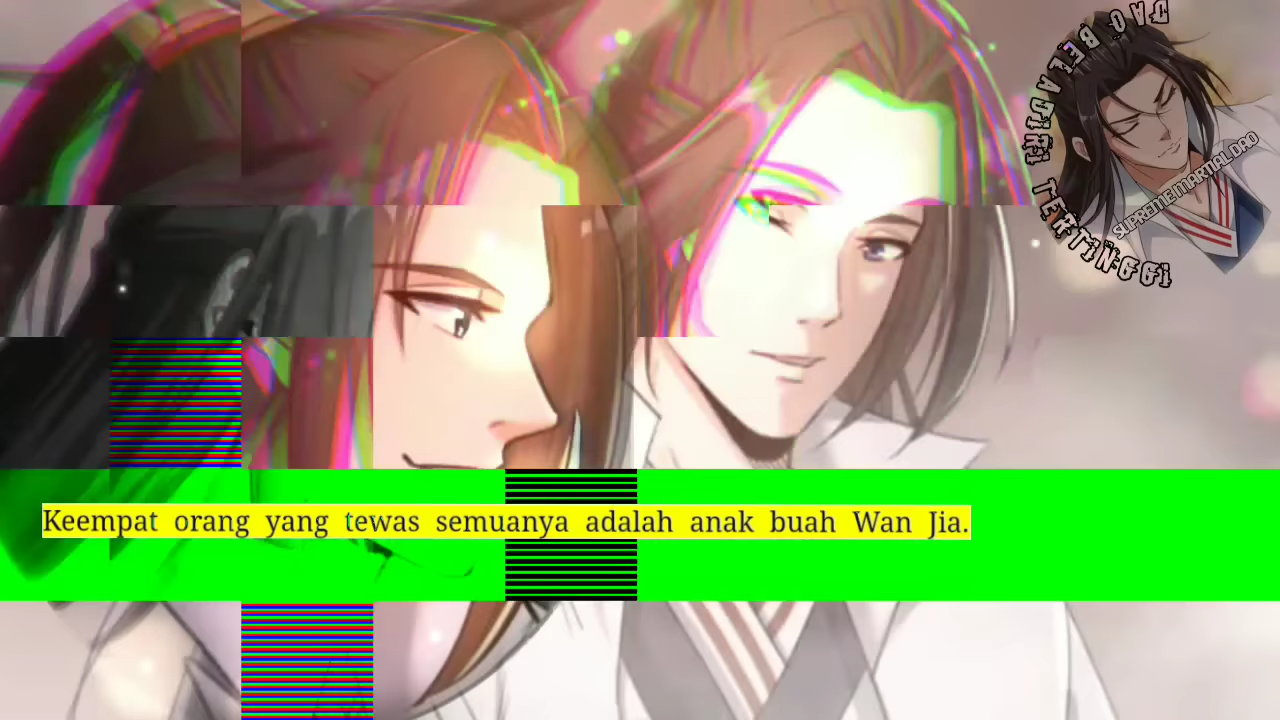 DAO BELADIRI TERTINGGI
SUPREME MARTIAL DAO
Keempat orang yang tewas semuanya adalah anak buah Wan Jia.